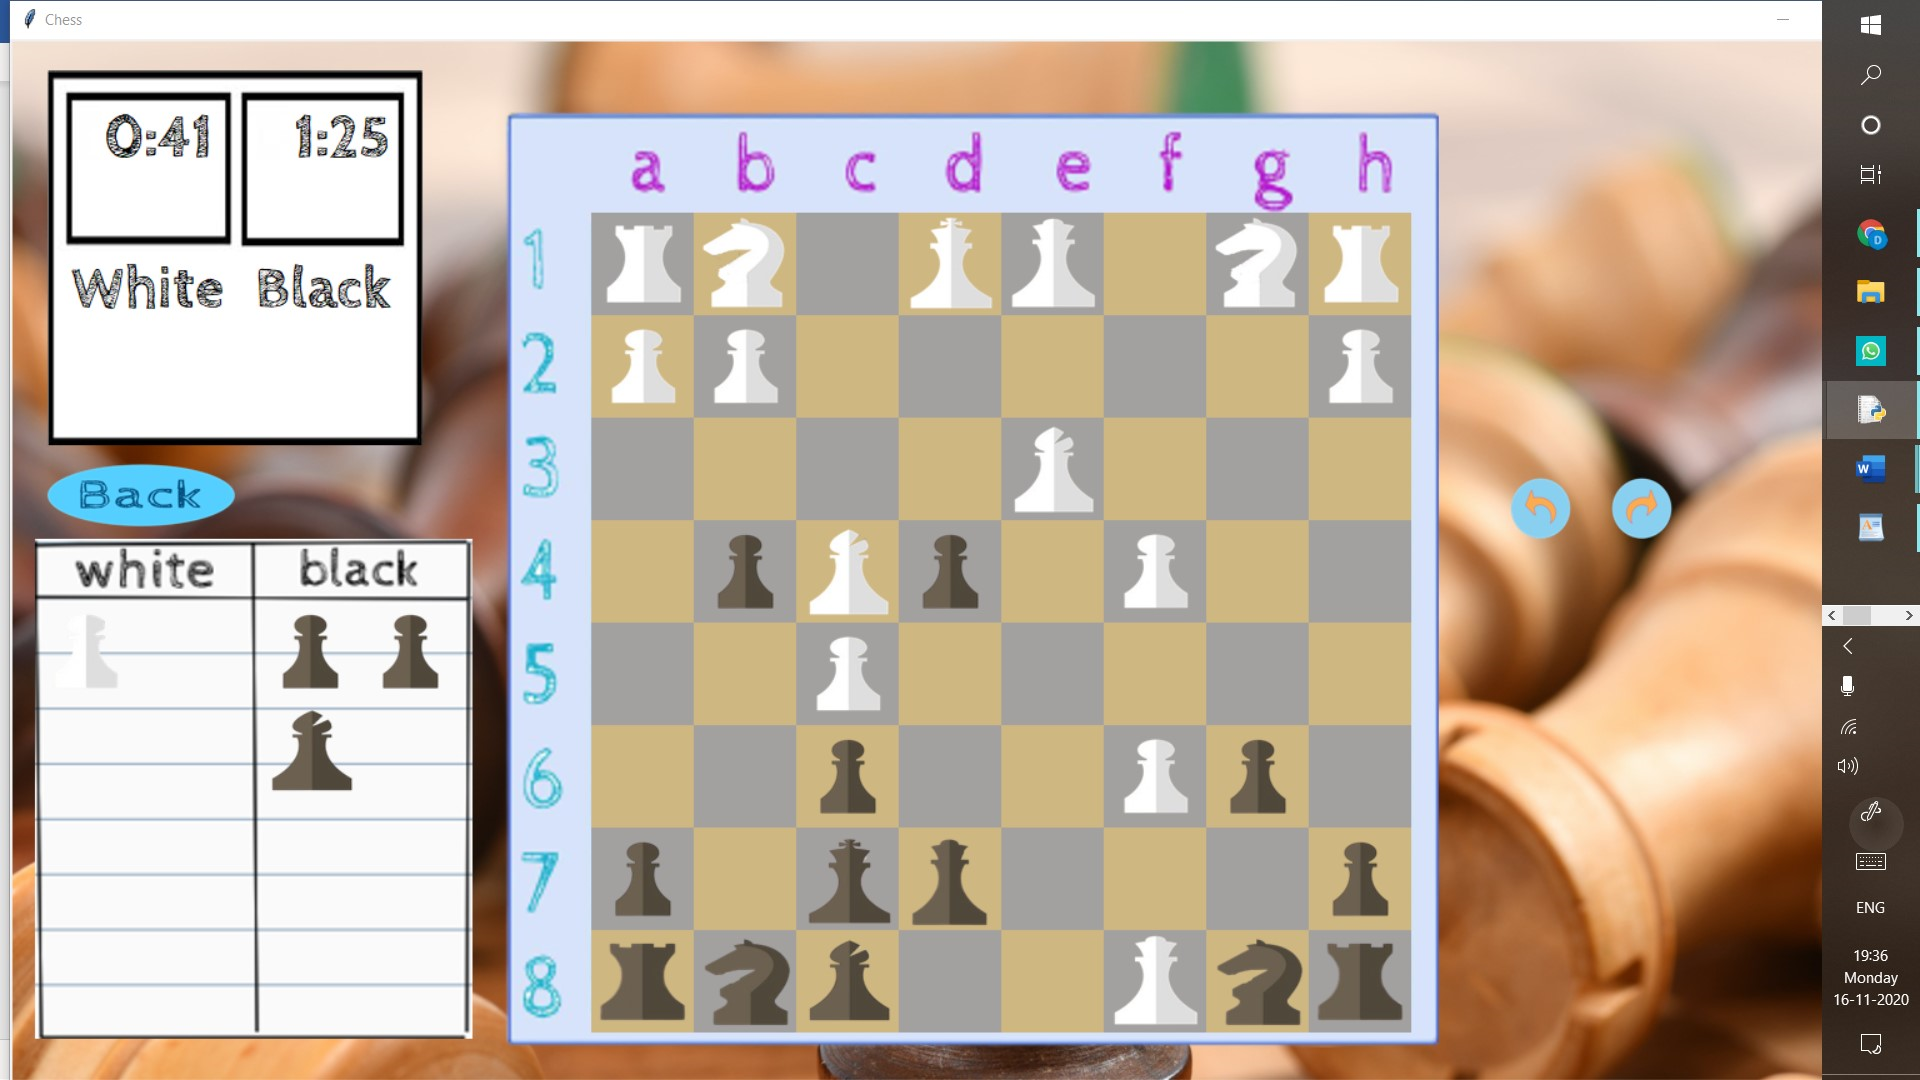 Chess
0:41 1:25
White Black
Back
white black
a b c d e f g h
1
2
3
4
5
6
7
8
D
W
A
ENG
19:36
Monday
16-11-2020